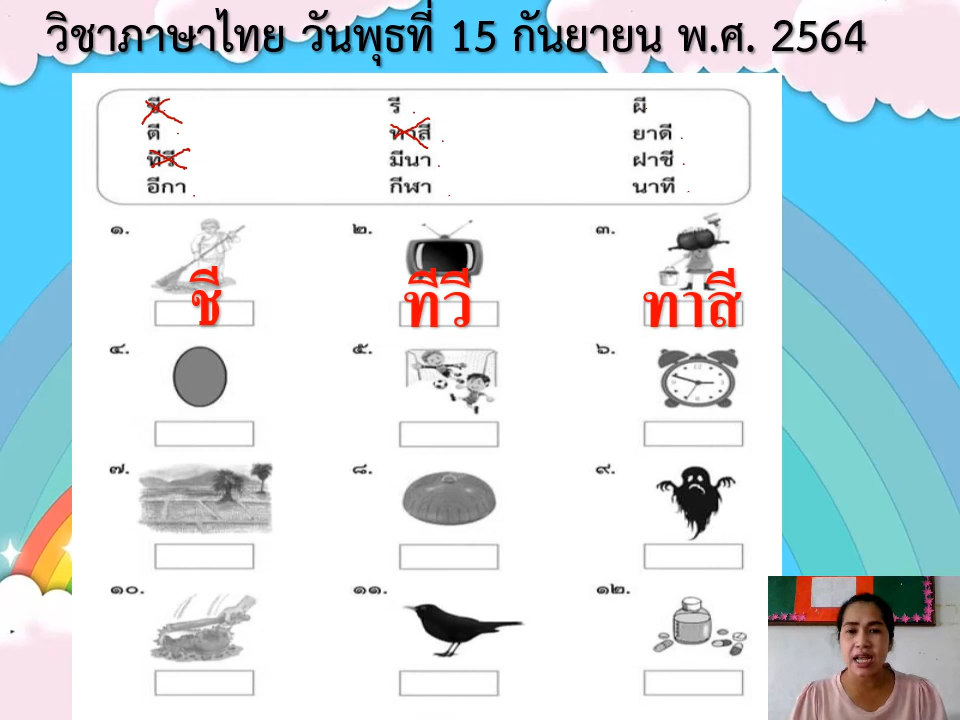 วิชาภาษาไทย วันพุธที่ 15 กันยายน พ.ศ. 2564
ชี รี ผี
ตี ทาสี ยาดี
ทีวี มีนา ฝาชี
อีกา กีฬา นาที
๑. ๒. ๓.
ชี ทีวี ทาสี
๔. ๕. ๖.
๗. ๘. ๙.
๑๐. ๑๑. ๑๒.